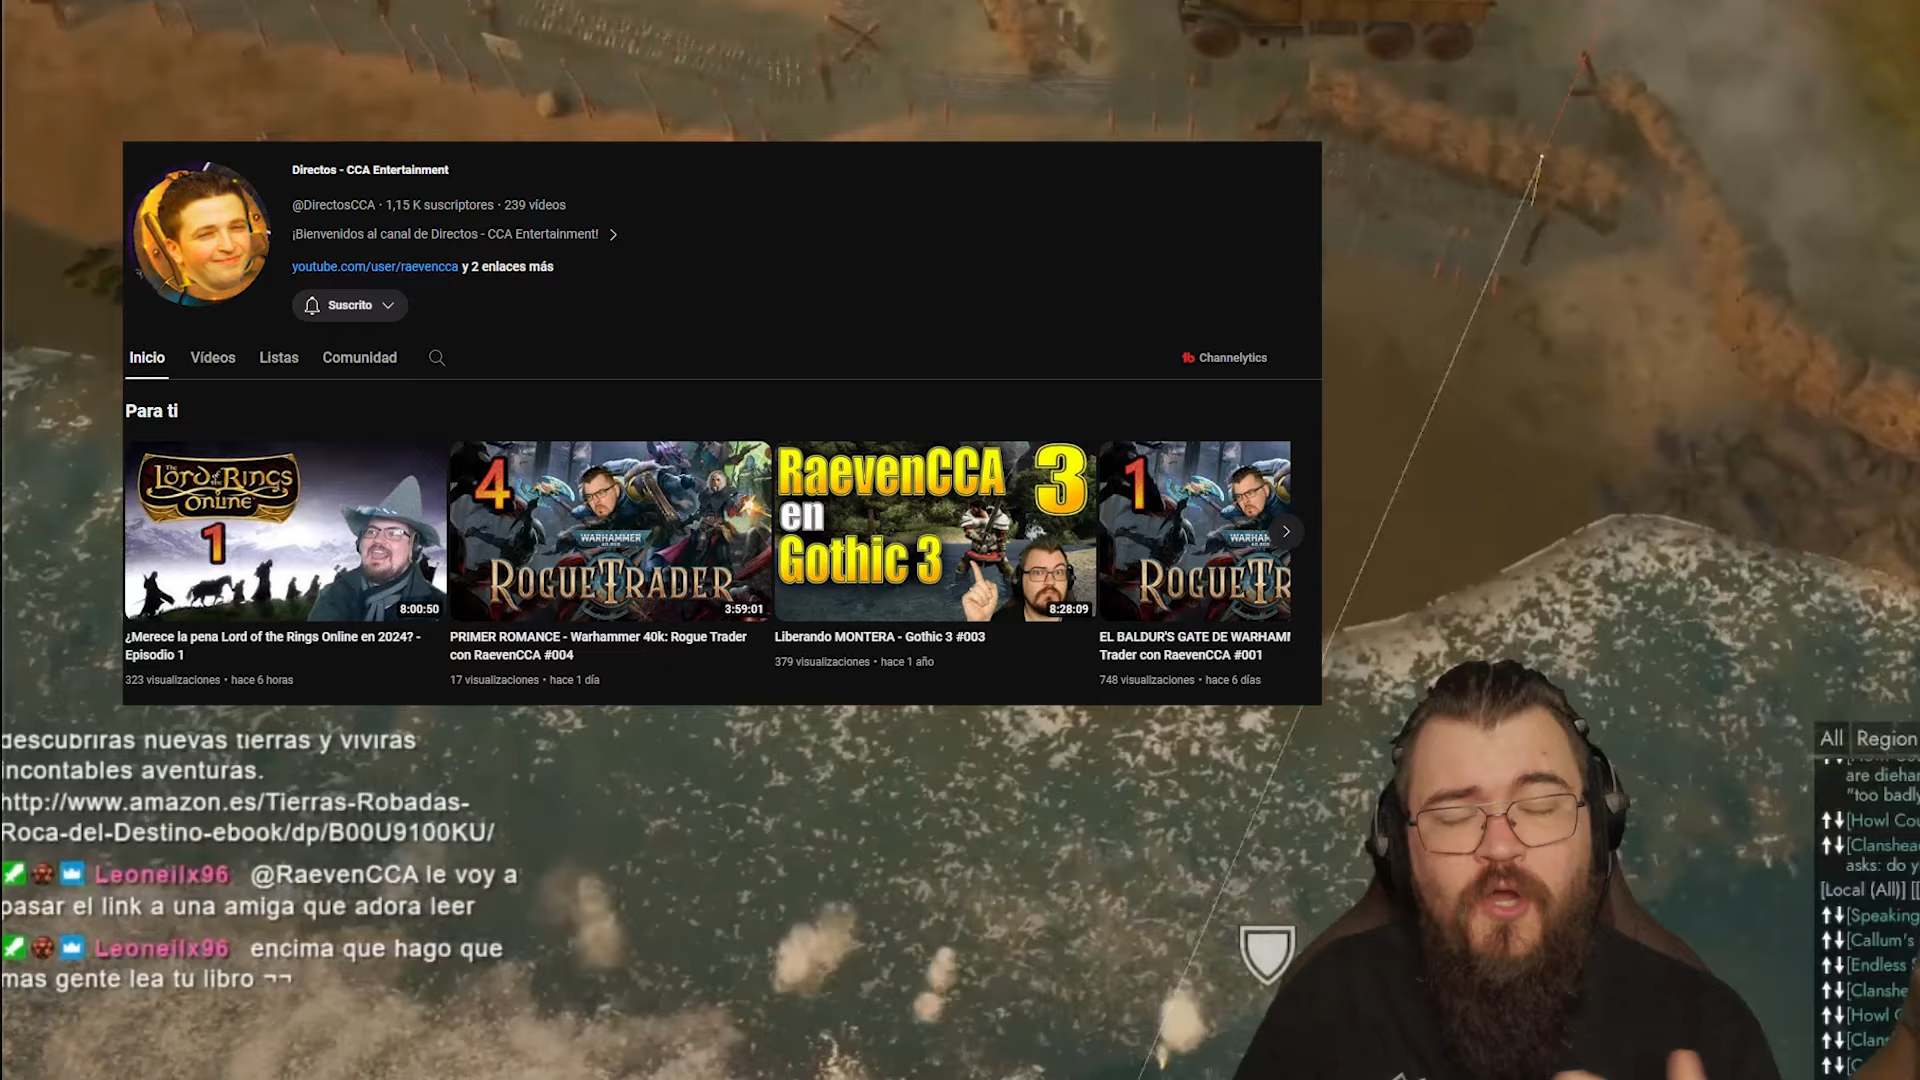 Directos - CCA Entertainment
@DirectosCCA · 1,15 K suscriptores · 239 vídeos
¡Bienvenidos al canal de Directos - CCA Entertainment!
youtube.com/user/raevencca y 2 enlaces más
Suscrito
Inicio Vídeos Listas Comunidad
Channelytics
Para ti
The Lord of the Rings Online
1
8:00:50
¿Merece la pena Lord of the Rings Online en 2024? -
Episodio 1
323 visualizaciones · hace 6 horas
4
WARHAMMER
ROGUE TRADER
3:59:01
PRIMER ROMANCE - Warhammer 40k: Rogue Trader
con RaevenCCA #004
17 visualizaciones · hace 1 día
RaevenCCA 3
en
Gothic 3
8:28:09
Liberando MONTERA - Gothic 3 #003
379 visualizaciones · hace 1 año
1
WARHAM
ROGUE TR
EL BALDUR'S GATE DE WARHAMM
Trader con RaevenCCA #001
748 visualizaciones · hace 6 días
descubriras nuevas tierras y viviras
incontables aventuras.
http://www.amazon.es/Tierras-Robadas-
Roca-del-Destino-ebook/dp/B00U9100KU/
Leoneilx96 @RaevenCCA le voy a
pasar el link a una amiga que adora leer
Leoneilx96 encima que hago que
mas gente lea tu libro ¬¬
All Region
are diehar
"too badly
[Howl Cou
[Clanshead
asks: do y
[Local (All)] [[
[Speaking
[Callum's
[Endless S
[Clanshe
[Howl C
[Clans